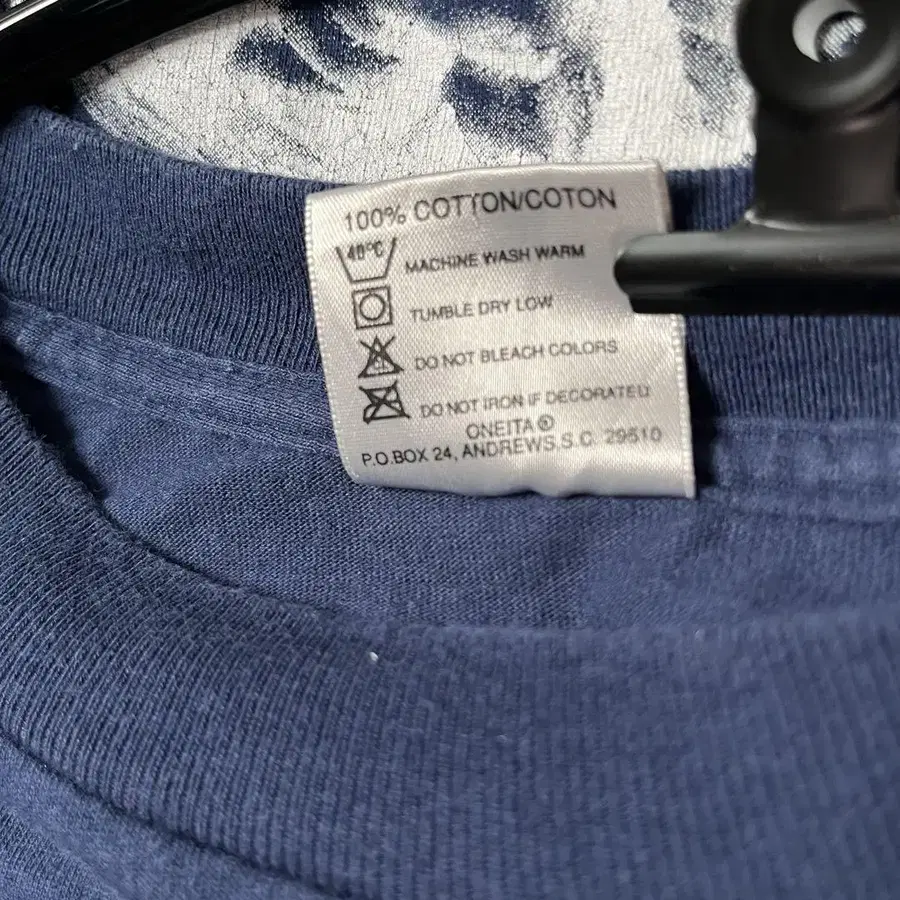 100% COTTON/COTON
40°C MACHINE WASH WARM
TUMBLE DRY LOW
DO NOT BLEACH COLORS
DO NOT IRON IF DECORATED
ONEITA®
P.O.BOX 24, ANDREWS.S.C. 29510